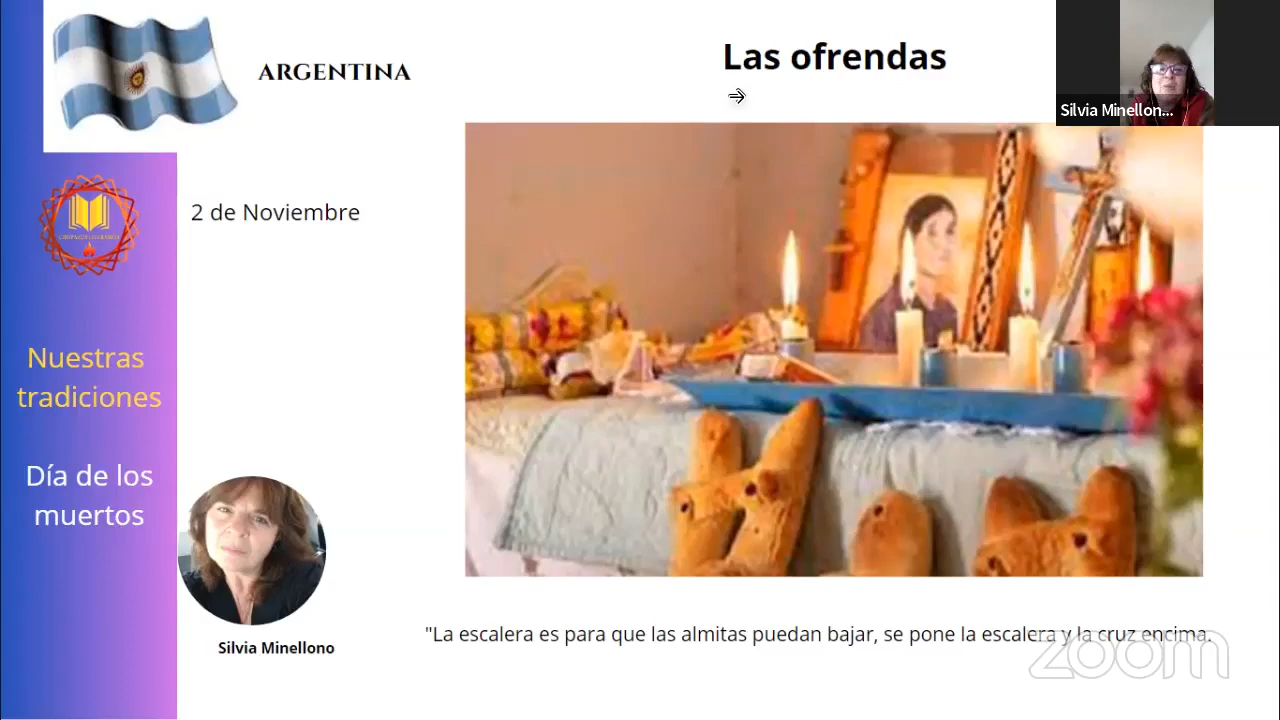 ARGENTINA
Las ofrendas
Silvia Minellon...
2 de Noviembre
Nuestras
tradiciones
Día de los
muertos
Silvia Minellono
"La escalera es para que las almitas puedan bajar, se pone la escalera y la cruz encima.
zoom